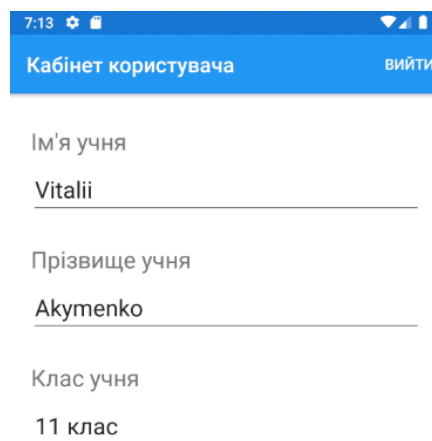 7:13
Кабінет користувача ВИЙТИ
Ім'я учня
Vitalii
Прізвище учня
Akymenko
Клас учня
11 клас